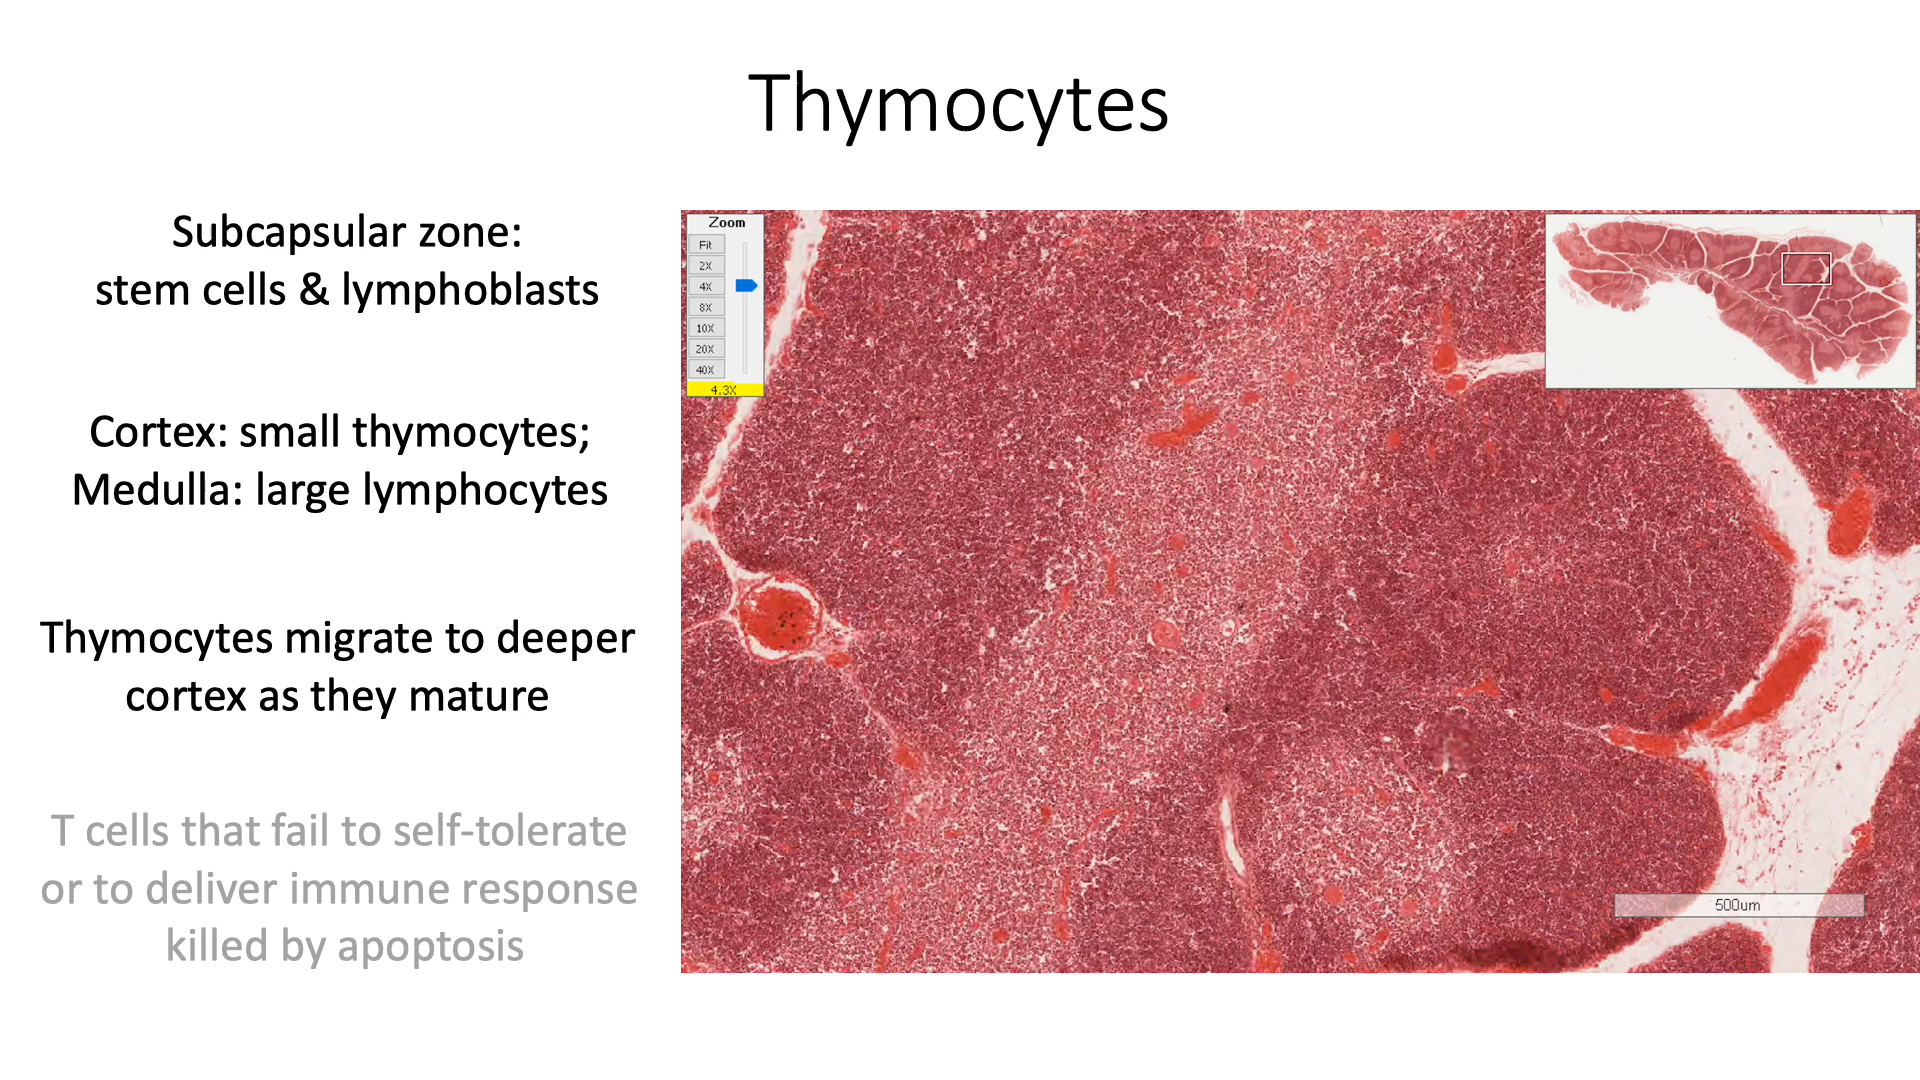 Thymocytes
Subcapsular zone:
stem cells & lymphoblasts
Cortex: small thymocytes;
Medulla: large lymphocytes
Thymocytes migrate to deeper
cortex as they mature
T cells that fail to self-tolerate
or to deliver immune response
killed by apoptosis
Zoom
Fit
2X
4X
8X
10X
20X
40X
4.3X
500um